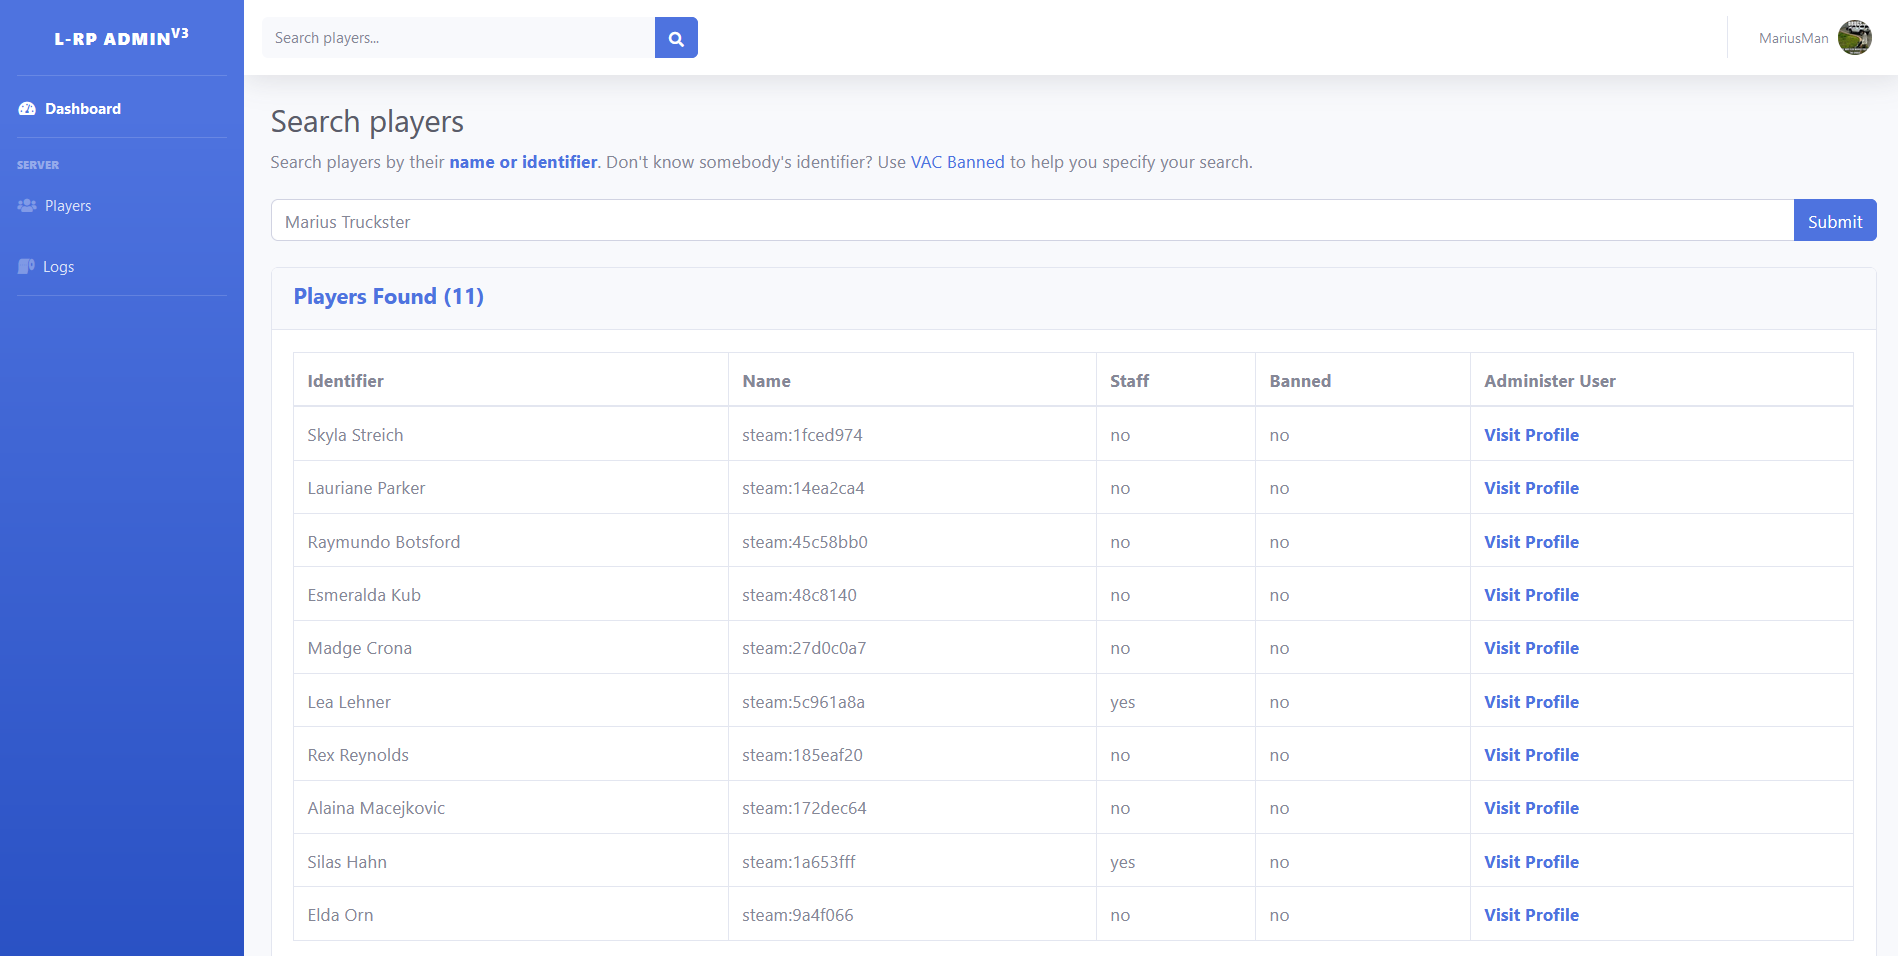 L-RP ADMIN V3
Search players...
MariusMan
Dashboard
SERVER
Players
Logs
Search players
Search players by their name or identifier. Don't know somebody's identifier? Use VAC Banned to help you specify your search.
Marius Truckster
Submit
Players Found (11)
Identifier Name Staff Banned Administer User
Skyla Streich steam:1fced974 no no Visit Profile
Lauriane Parker steam:14ea2ca4 no no Visit Profile
Raymundo Botsford steam:45c58bb0 no no Visit Profile
Esmeralda Kub steam:48c8140 no no Visit Profile
Madge Crona steam:27d0c0a7 no no Visit Profile
Lea Lehner steam:5c961a8a yes no Visit Profile
Rex Reynolds steam:185eaf20 no no Visit Profile
Alaina Macejkovic steam:172dec64 no no Visit Profile
Silas Hahn steam:1a653fff yes no Visit Profile
Elda Orn steam:9a4f066 no no Visit Profile